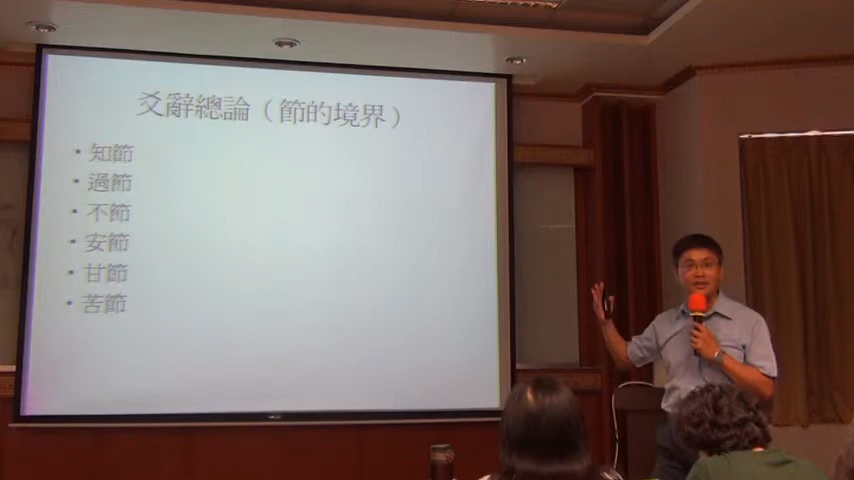 爻辭總論（節的境界）
• 知節
• 過節
• 不節
• 安節
• 甘節
• 苦節